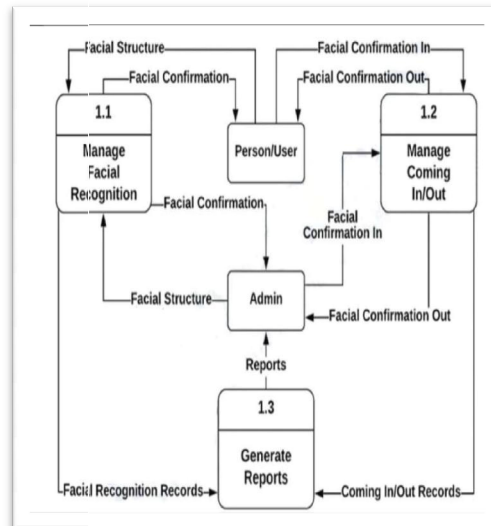 Facial Structure
Facial Confirmation In
Facial Confirmation
Facial Confirmation Out
1.1
Manage
Facial
Recognition
Person/User
1.2
Manage
Coming
In/Out
Facial Confirmation
Facial
Confirmation In
Facial Structure
Admin
Facial Confirmation Out
Reports
1.3
Generate
Reports
Facial Recognition Records
Coming In/Out Records